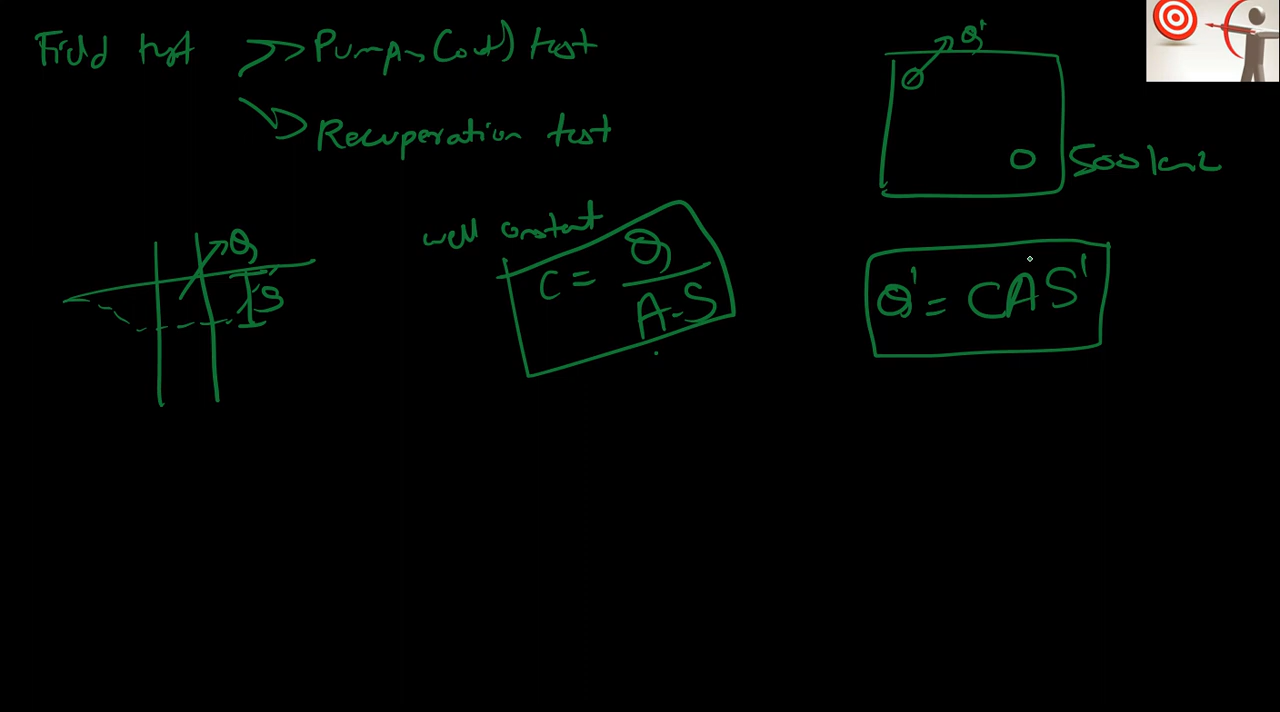 Field test → Pump (out) test
→ Recuperation test
Q'
500 km2
Q
S
well constant
C = Q / A.S
Q' = CAS'